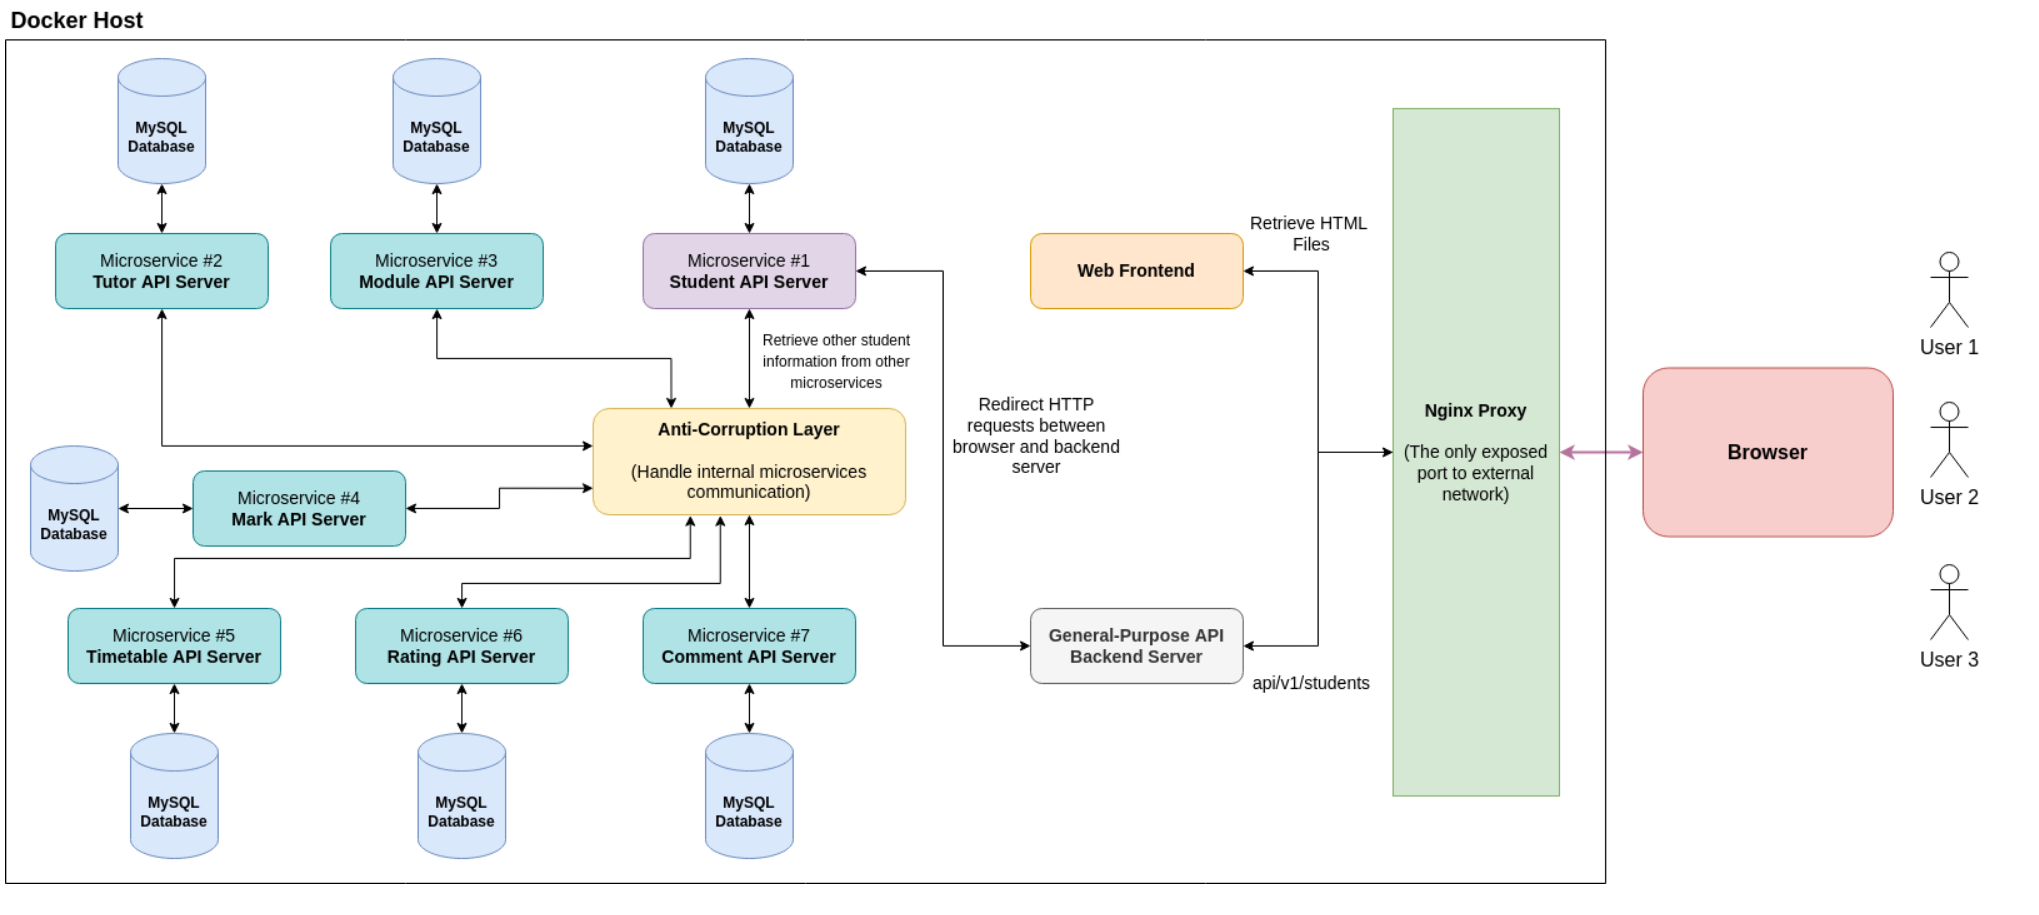 Docker Host
MySQL
Database
MySQL
Database
MySQL
Database
Microservice #2
Tutor API Server
Microservice #3
Module API Server
Microservice #1
Student API Server
Web Frontend
Retrieve HTML
Files
Retrieve other student
information from other
microservices
Anti-Corruption Layer
(Handle internal microservices
communication)
Redirect HTTP
requests between
browser and backend
server
Nginx Proxy
(The only exposed
port to external
network)
Browser
User 1
User 2
User 3
MySQL
Database
Microservice #4
Mark API Server
Microservice #5
Timetable API Server
Microservice #6
Rating API Server
Microservice #7
Comment API Server
General-Purpose API
Backend Server
api/v1/students
MySQL
Database
MySQL
Database
MySQL
Database